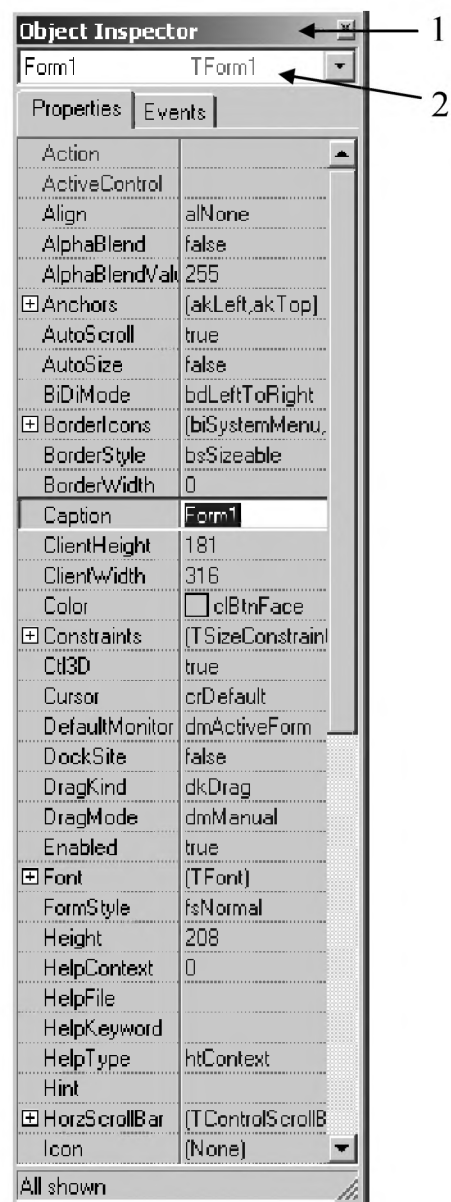 Object Inspector
1
Form1 TForm1
2
Properties Events
Action
ActiveControl
Align alNone
AlphaBlend false
AlphaBlendValu 255
Anchors [akLeft,akTop]
AutoScroll true
AutoSize false
BiDiMode bdLeftToRight
BorderIcons [biSystemMenu,
BorderStyle bsSizeable
BorderWidth 0
Caption Form1
ClientHeight 181
ClientWidth 316
Color clBtnFace
Constraints (TSizeConstraint
Ctl3D true
Cursor crDefault
DefaultMonitor dmActiveForm
DockSite false
DragKind dkDrag
DragMode dmManual
Enabled true
Font (TFont)
FormStyle fsNormal
Height 208
HelpContext 0
HelpFile
HelpKeyword
HelpType htContext
Hint
HorzScrollBar (TControlScrollB
Icon (None)
All shown